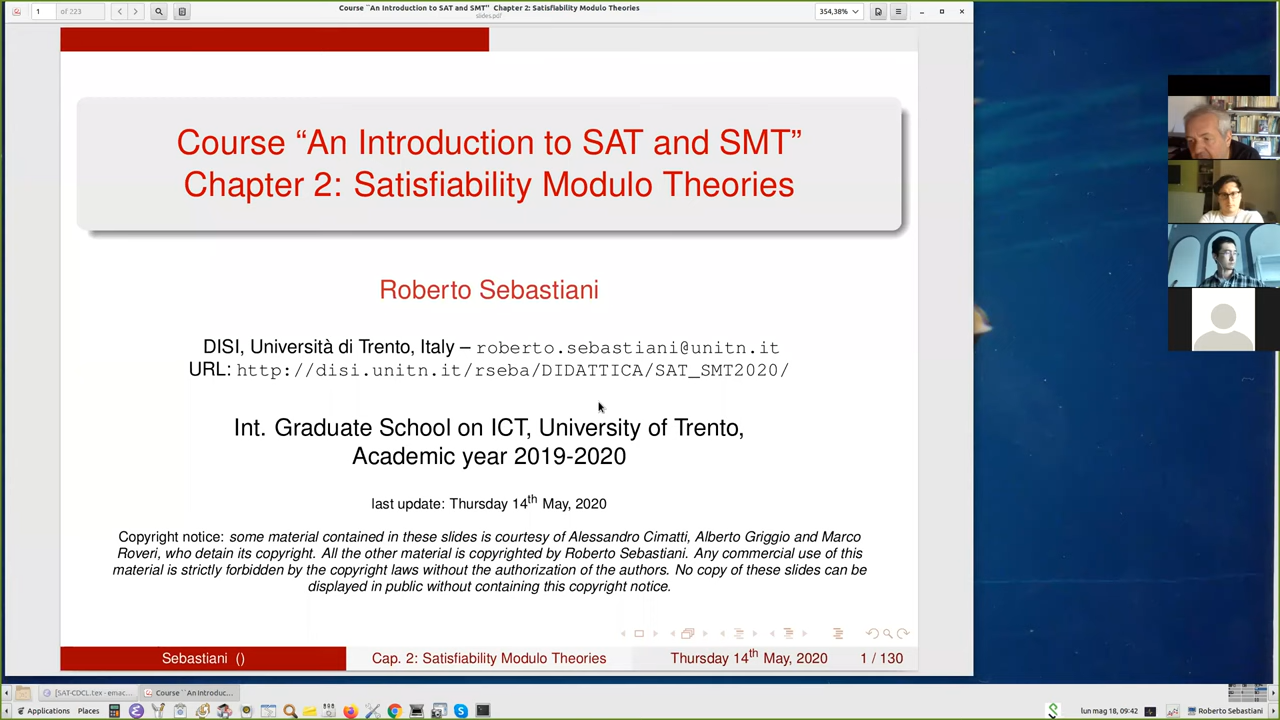 1 of 223
Course ``An Introduction to SAT and SMT'' Chapter 2: Satisfiability Modulo Theories
slides.pdf
354,38%
Course “An Introduction to SAT and SMT”
Chapter 2: Satisfiability Modulo Theories
Roberto Sebastiani
DISI, Università di Trento, Italy – roberto.sebastiani@unitn.it
URL: http://disi.unitn.it/rseba/DIDATTICA/SAT_SMT2020/
Int. Graduate School on ICT, University of Trento,
Academic year 2019-2020
last update: Thursday 14th May, 2020
Copyright notice: some material contained in these slides is courtesy of Alessandro Cimatti, Alberto Griggio and Marco
Roveri, who detain its copyright. All the other material is copyrighted by Roberto Sebastiani. Any commercial use of this
material is strictly forbidden by the copyright laws without the authorization of the authors. No copy of these slides can be
displayed in public without containing this copyright notice.
Sebastiani () Cap. 2: Satisfiability Modulo Theories Thursday 14th May, 2020 1 / 130
[SAT-CDCL.tex - emac... Course ``An Introduc...
Applications Places lun mag 18, 09:42 Roberto Sebastiani